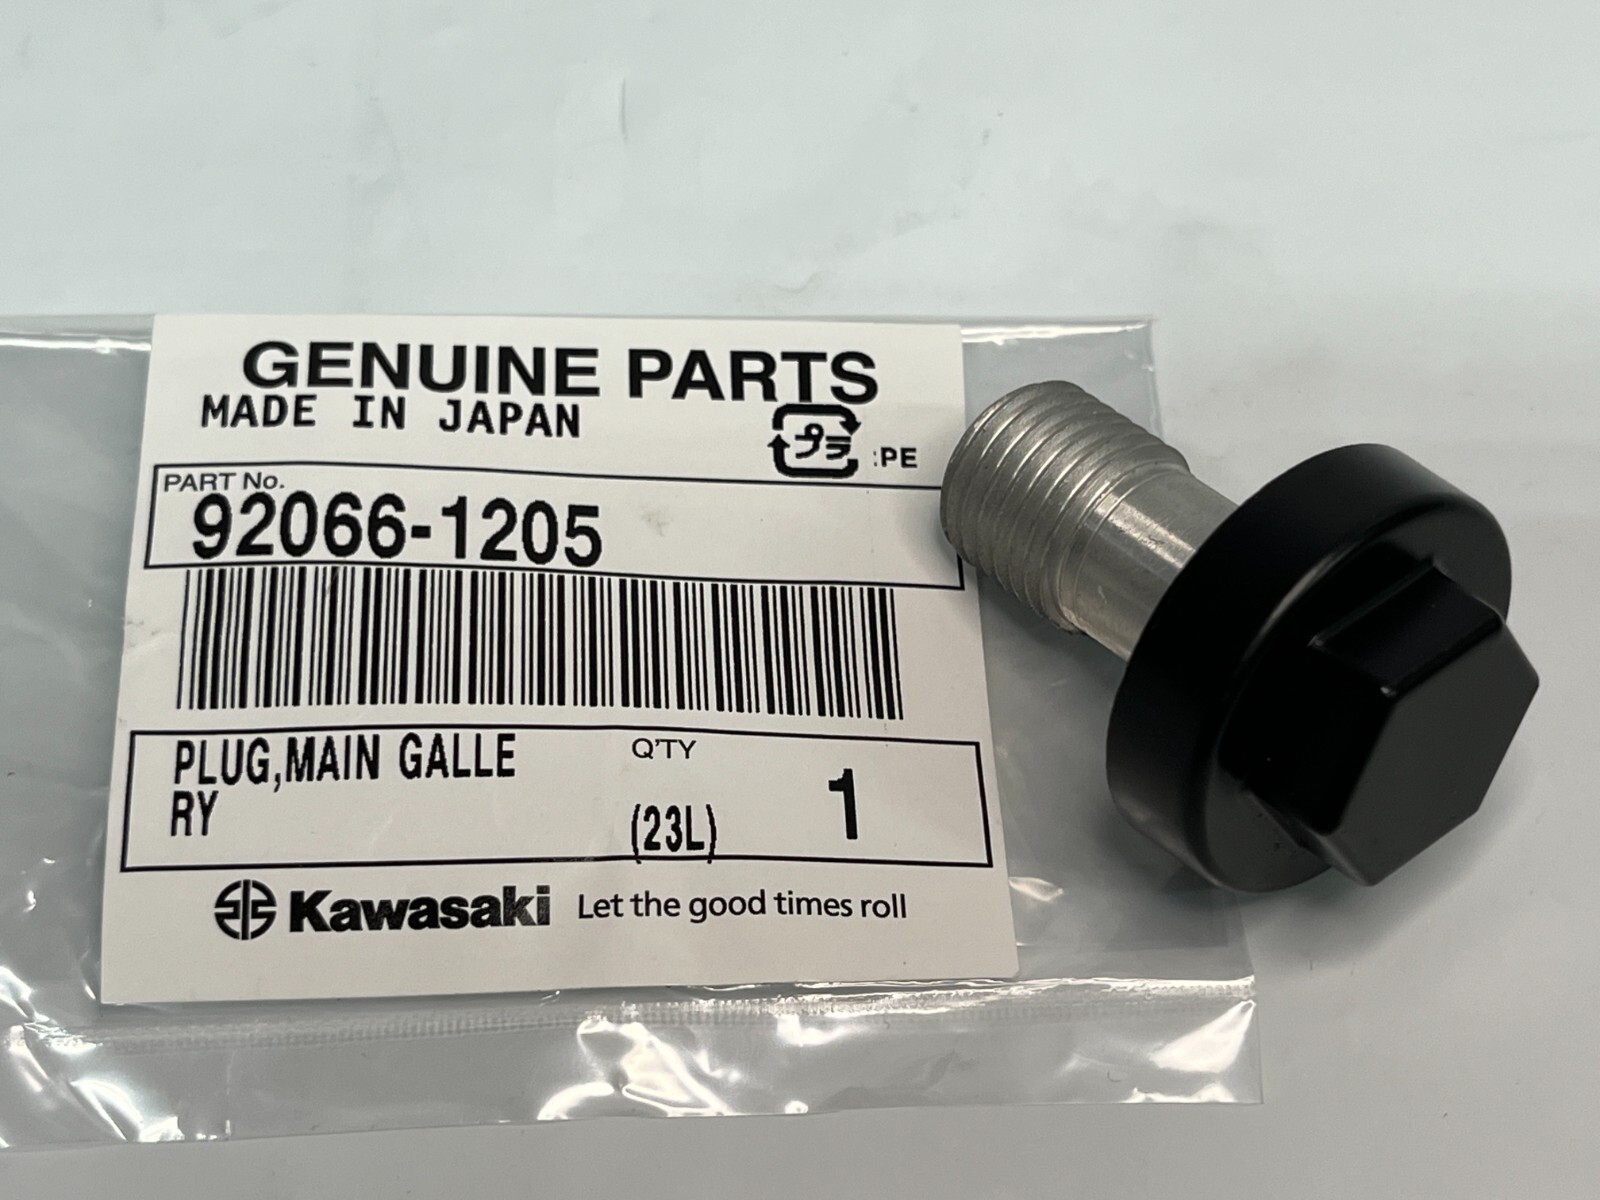 GENUINE PARTS
MADE IN JAPAN
プラ :PE
PART No.
92066-1205
PLUG,MAIN GALLE
RY
Q'TY
(23L) 1
Kawasaki Let the good times roll